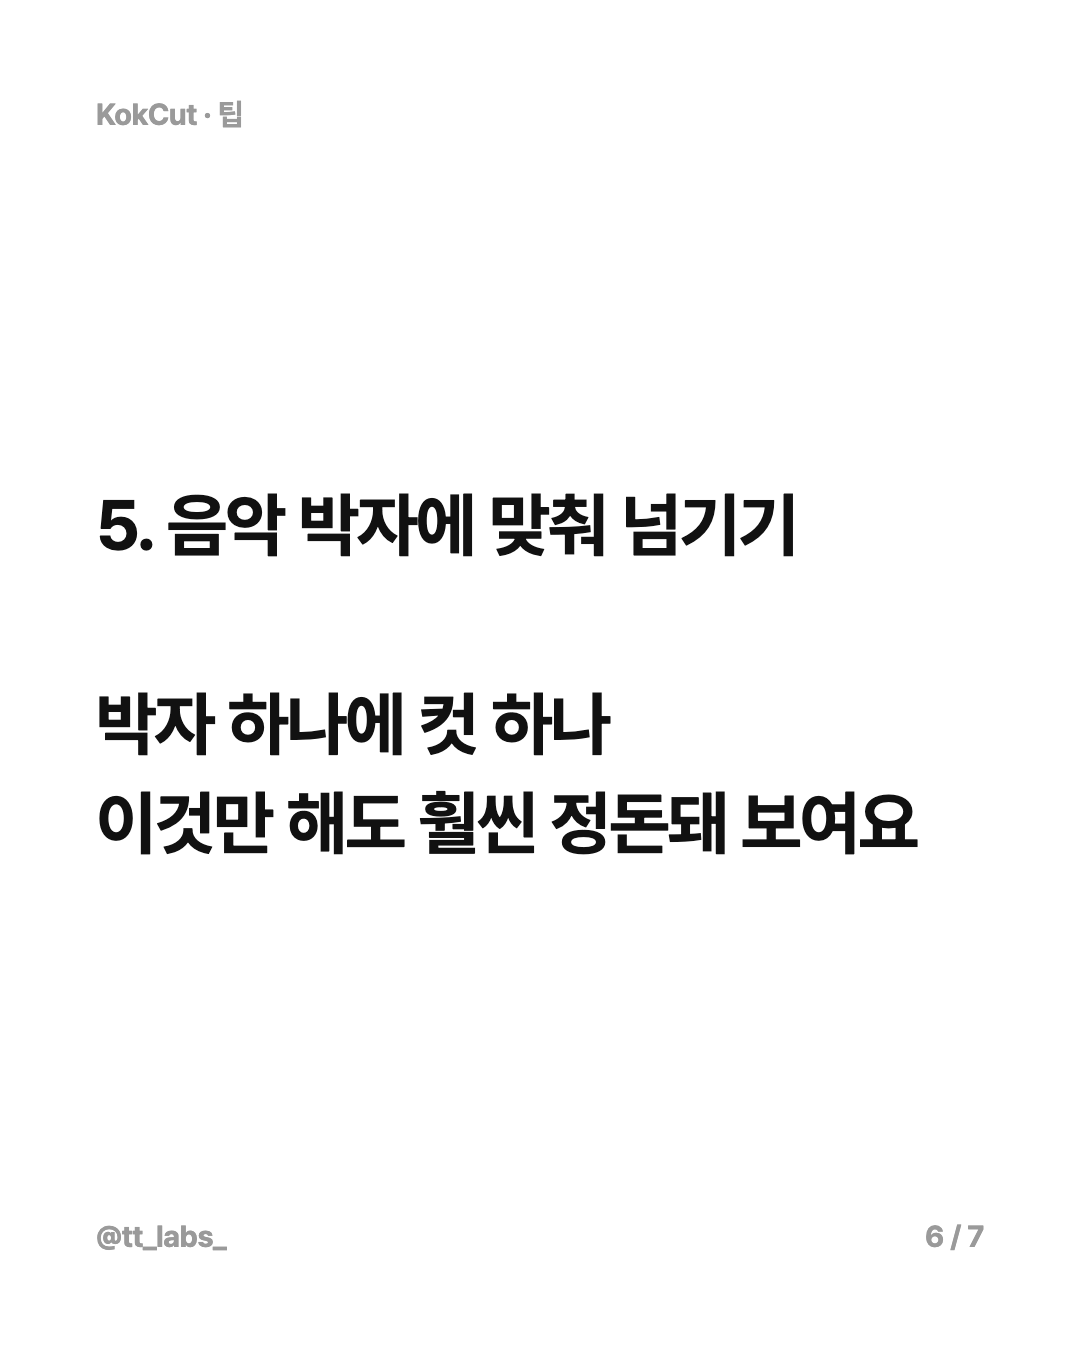 KokCut · 팁
5. 음악 박자에 맞춰 넘기기
박자 하나에 컷 하나
이것만 해도 훨씬 정돈돼 보여요
@tt_labs_
6 / 7